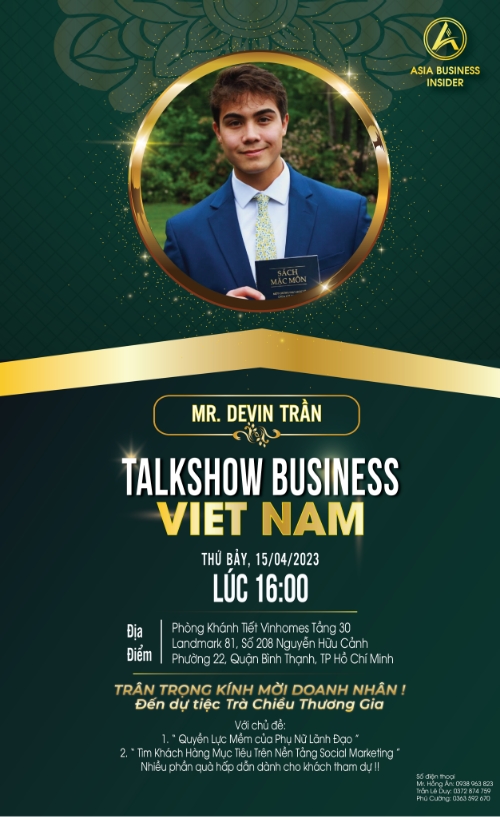 ASIA BUSINESS
INSIDER
SÁCH
MẶC MÔN
MR. DEVIN TRẦN
TALKSHOW BUSINESS
VIET NAM
THỨ BẢY, 15/04/2023
LÚC 16:00
Địa
Điểm
Phòng Khánh Tiết Vinhomes Tầng 30
Landmark 81, Số 208 Nguyễn Hữu Cảnh
Phường 22, Quận Bình Thạnh, TP Hồ Chí Minh
TRÂN TRỌNG KÍNH MỜI DOANH NHÂN !
Đến dự tiệc Trà Chiều Thương Gia
Với chủ đề:
1. " Quyền Lực Mềm của Phụ Nữ Lãnh Đạo "
2. " Tìm Khách Hàng Mục Tiêu Trên Nền Tảng Social Marketing "
Nhiều phần quà hấp dẫn dành cho khách tham dự !!
Số điện thoại
Mr. Hồng Ân: 0938 963 823
Trần Lê Duy: 0372 874 759
Phú Cường: 0363 592 670